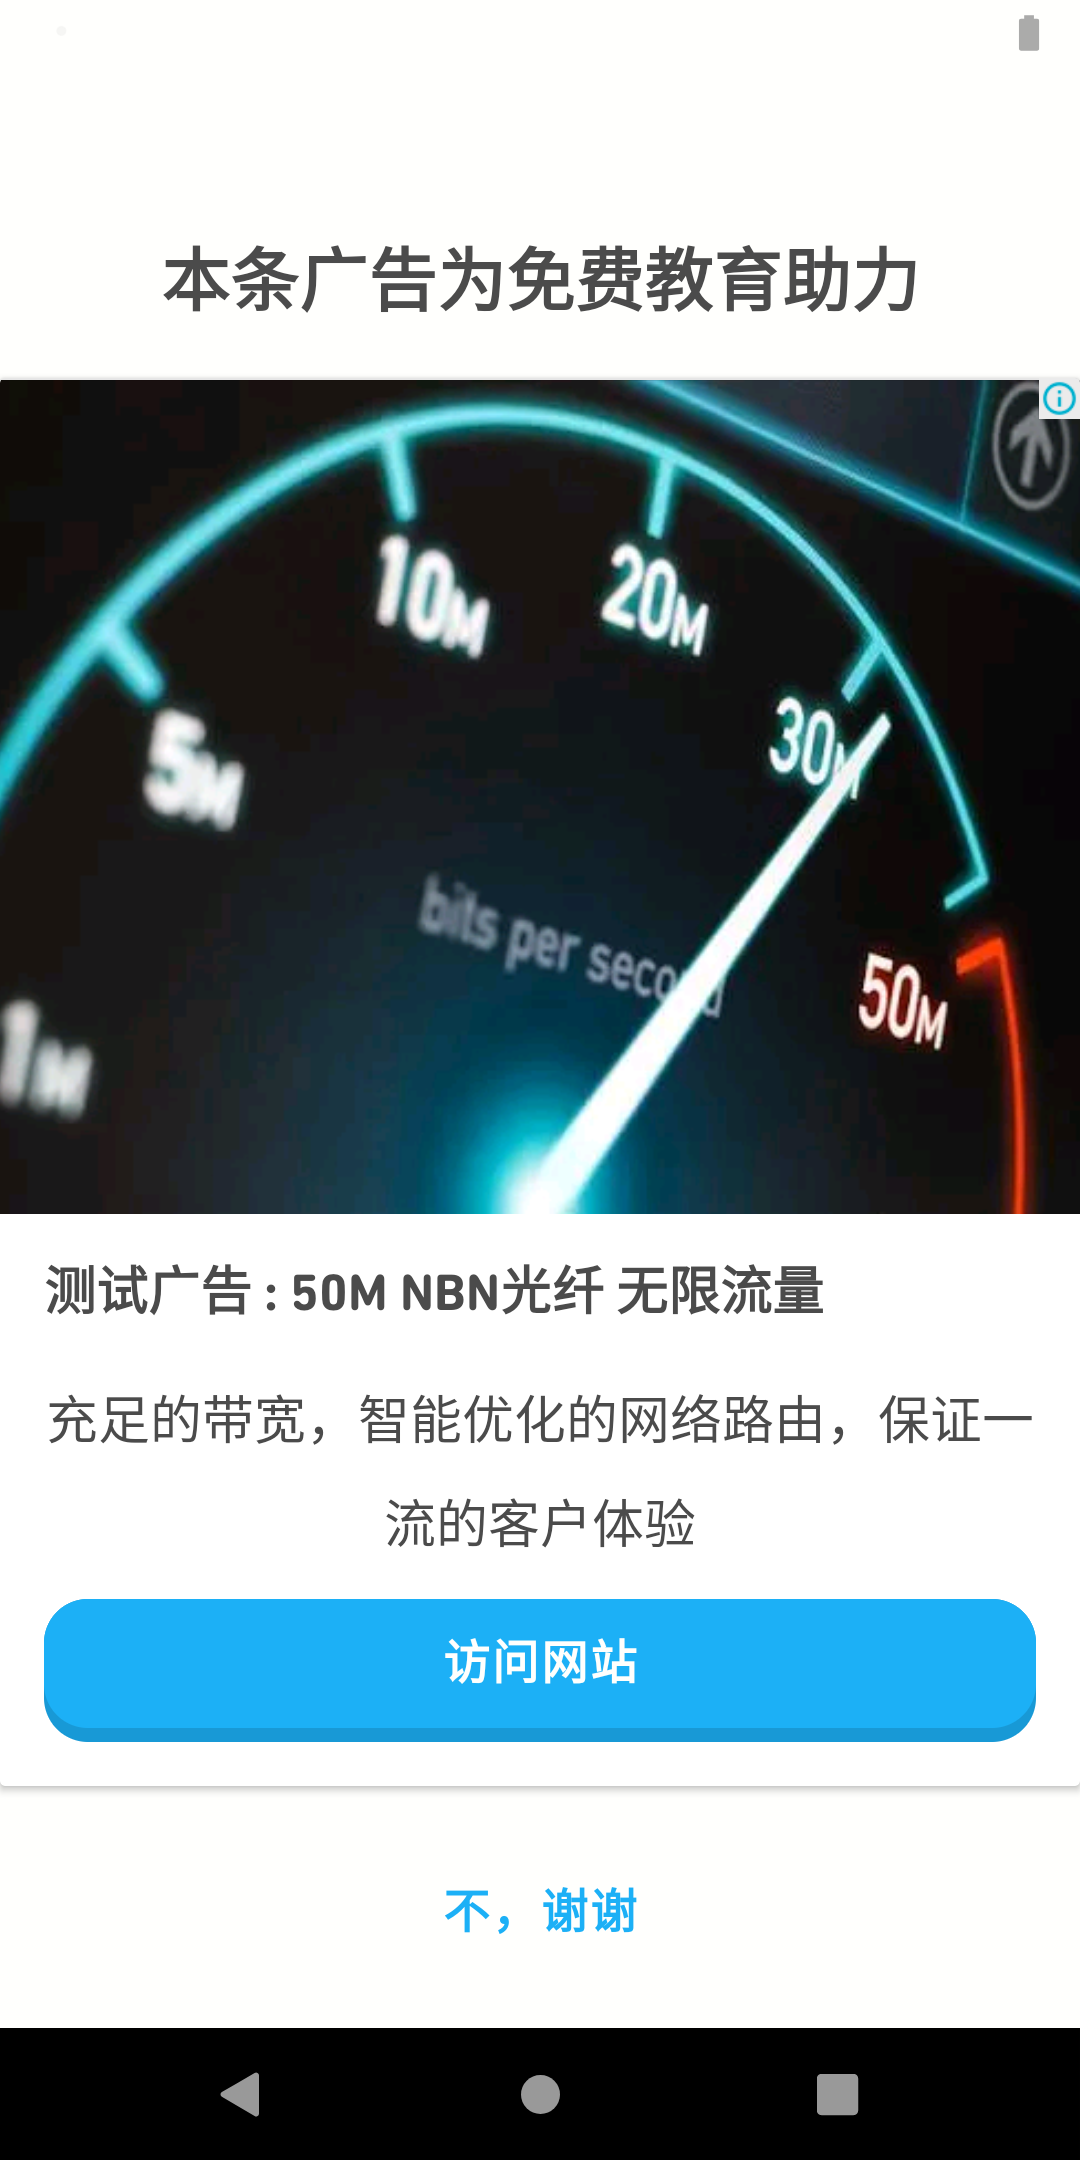 本条广告为免费教育助力
10M
20M
30M
5M
bits per second
50M
1M
测试广告 : 50M NBN光纤 无限流量
充足的带宽，智能优化的网络路由，保证一
流的客户体验
访问网站
不，谢谢